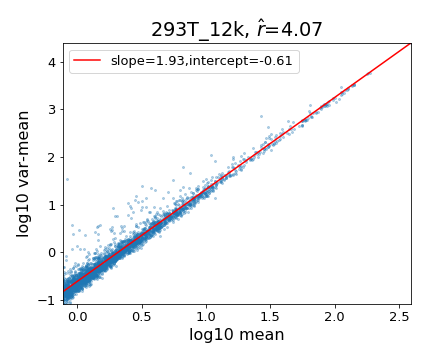 293T_12k, r̂=4.07
slope=1.93,intercept=-0.61
log10 var-mean
4
3
2
1
0
−1
0.0 0.5 1.0 1.5 2.0 2.5
log10 mean